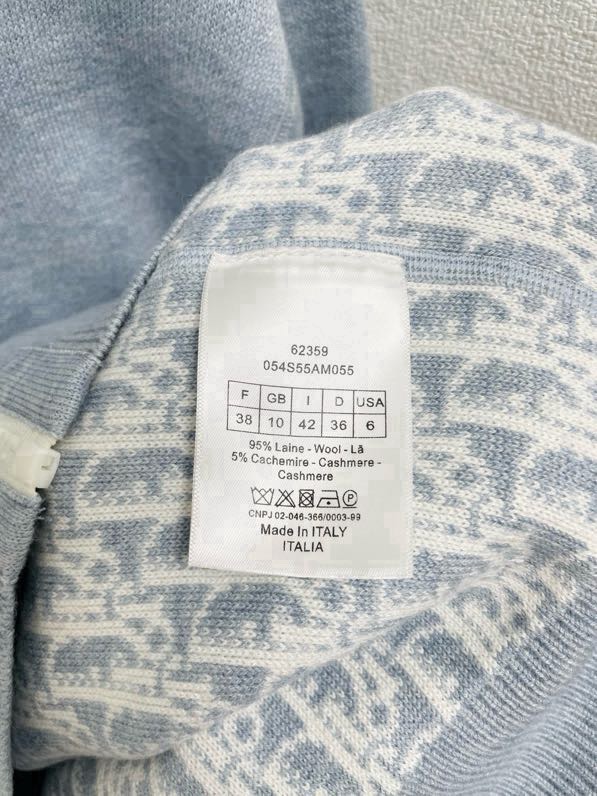 62359
054S55AM055
F GB I D USA
38 10 42 36 6
95% Laine - Wool - Lã
5% Cachemire - Cashmere -
Cashmere
CNPJ 02-046-366/0003-99
Made In ITALY
ITALIA